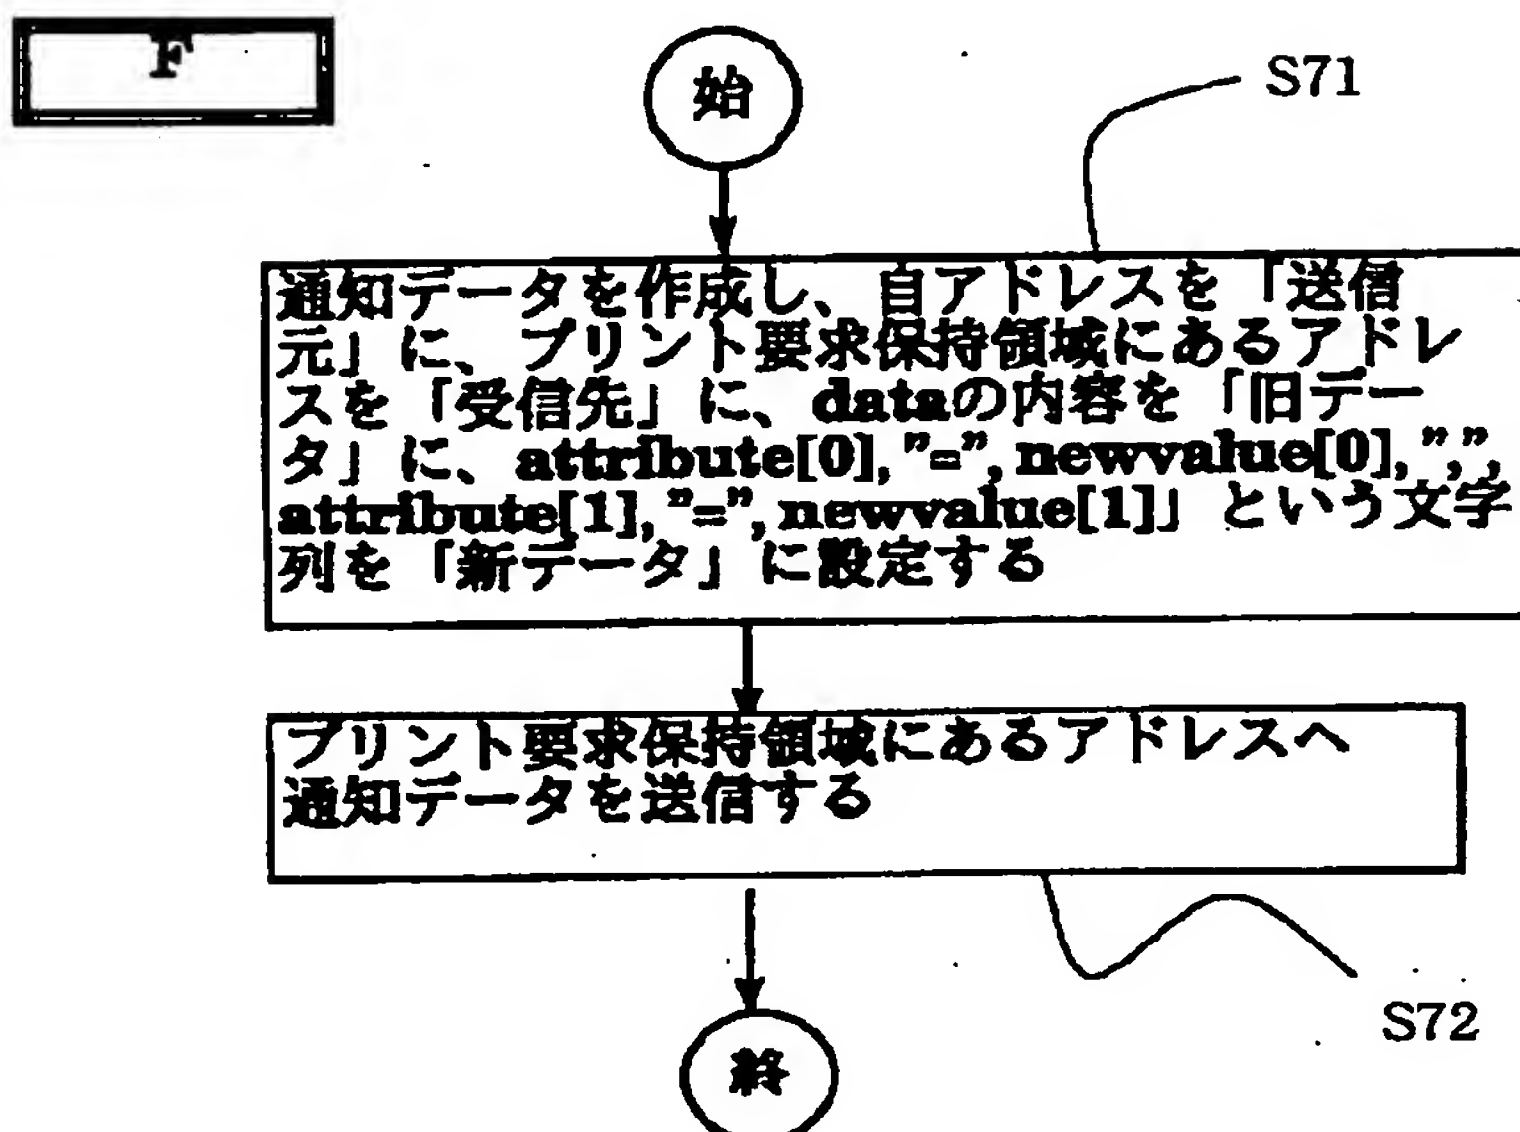 F
始
S71
通知データを作成し、自アドレスを「送信
元」に、プリント要求保持領域にあるアドレ
スを「受信先」に、dataの内容を「旧デー
タ」に、attribute[0],"=",newvalue[0],",",
attribute[1],"=",newvalue[1]」という文字
列を「新データ」に設定する
プリント要求保持領域にあるアドレスへ
通知データを送信する
S72
終